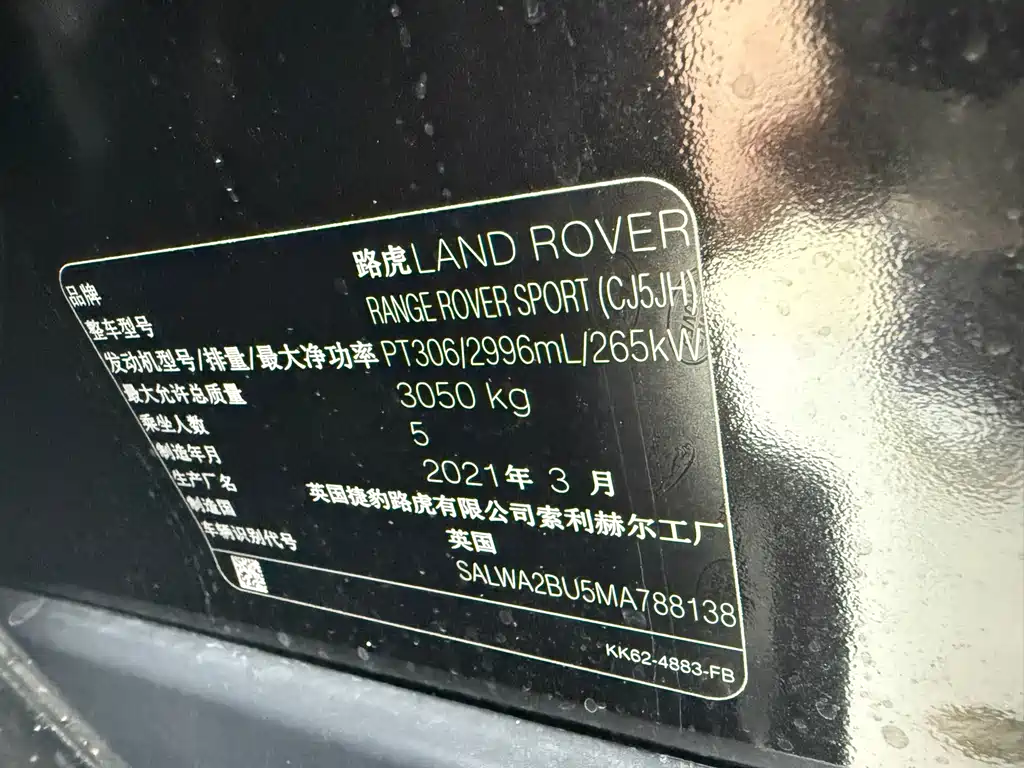 品牌 路虎LAND ROVER
整车型号 RANGE ROVER SPORT (CJ5JH)
发动机型号/排量/最大净功率 PT306/2996mL/265kW
最大允许总质量 3050 kg
乘坐人数 5
制造年月 2021年 3 月
生产厂名 英国捷豹路虎有限公司索利赫尔工厂
制造国 英国
车辆识别代号 SALWA2BU5MA788138
KK62-4883-FB